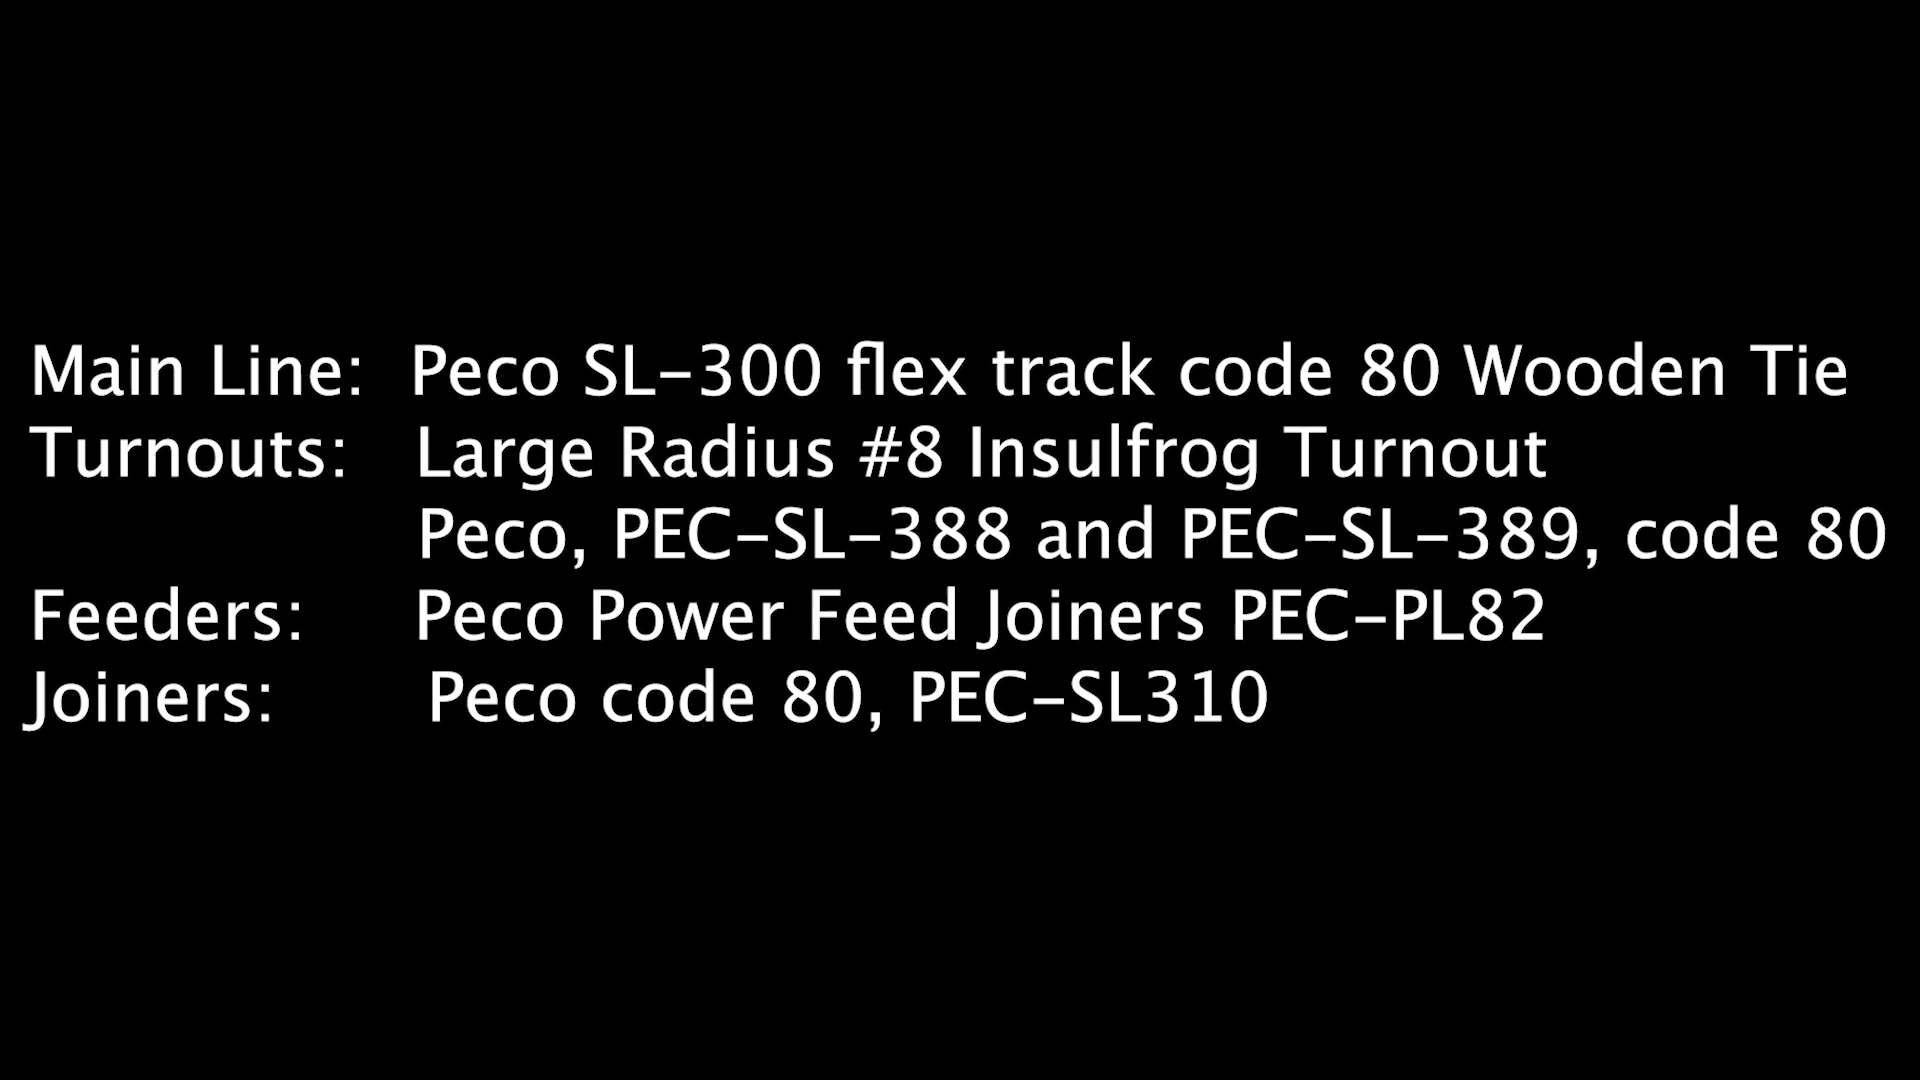 Main Line: Peco SL-300 flex track code 80 Wooden Tie
Turnouts: Large Radius #8 Insulfrog Turnout
Peco, PEC-SL-388 and PEC-SL-389, code 80
Feeders: Peco Power Feed Joiners PEC-PL82
Joiners: Peco code 80, PEC-SL310